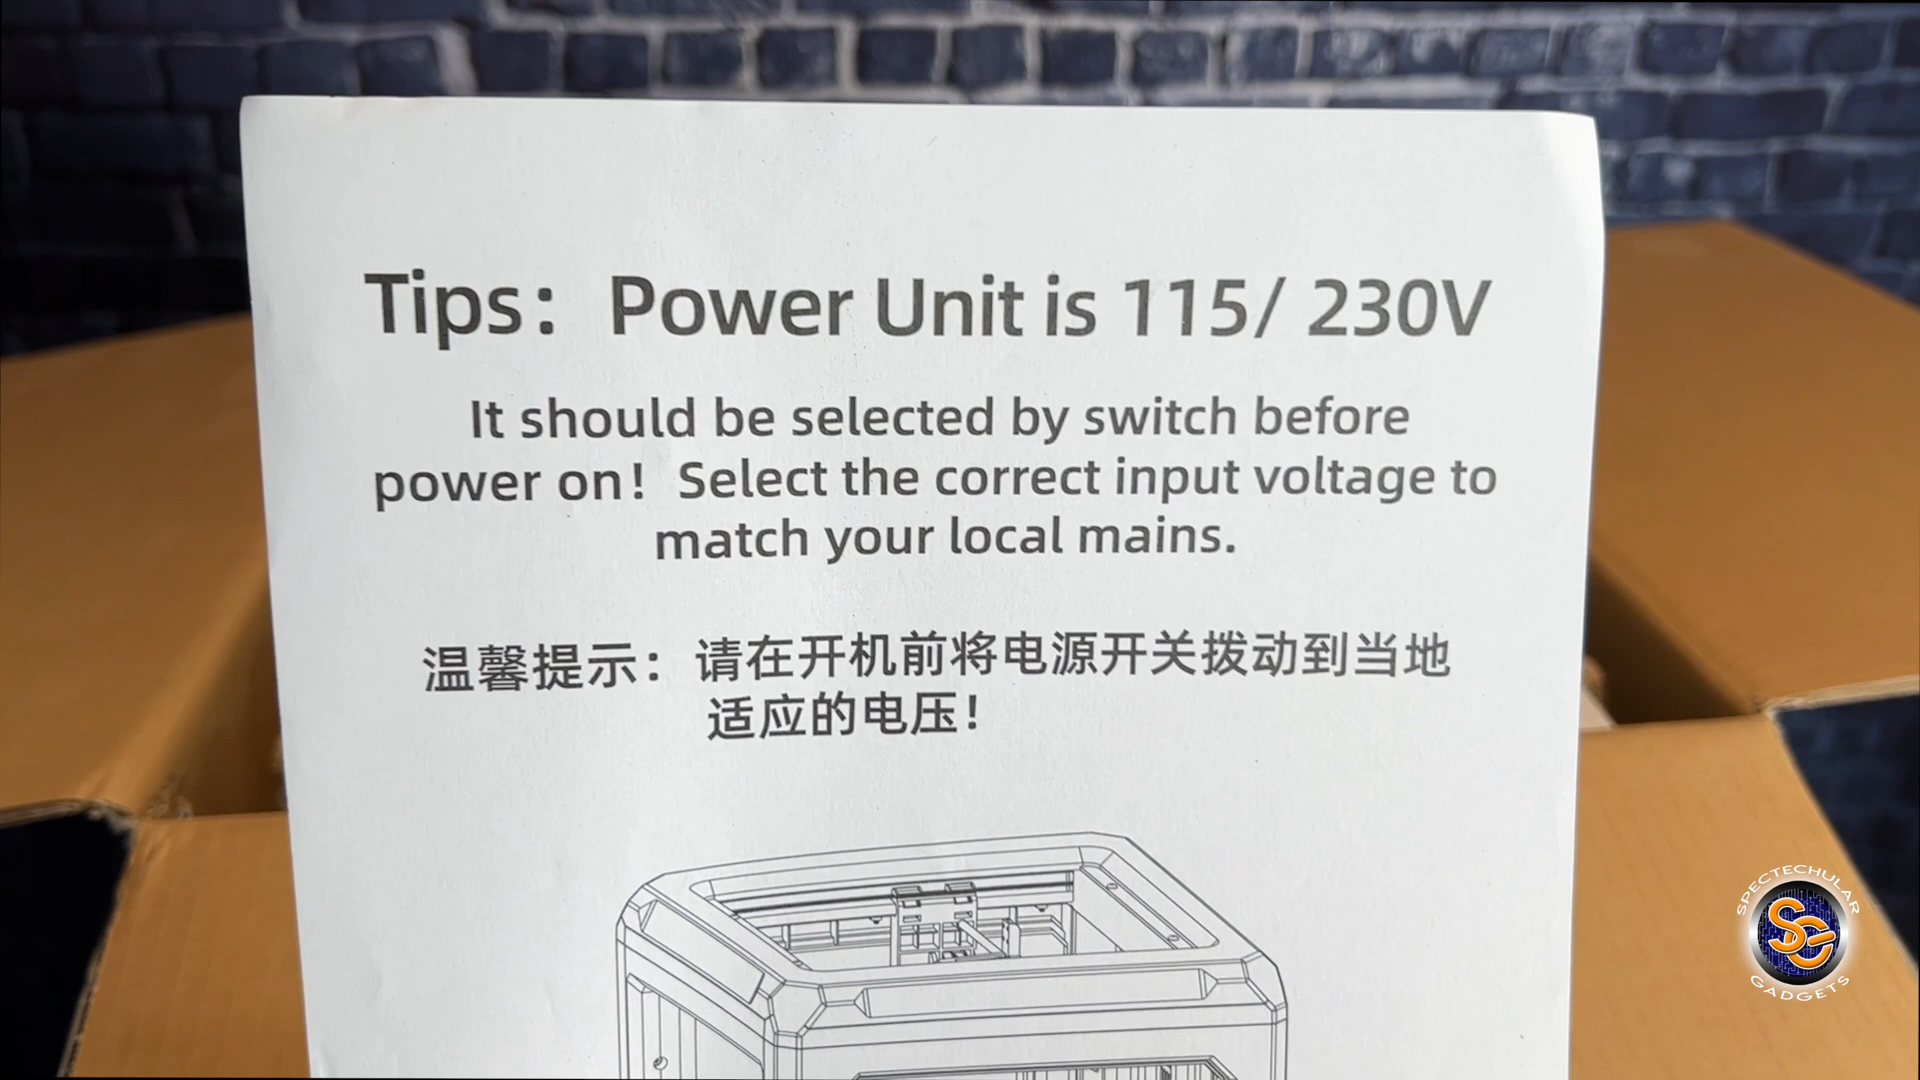 Tips： Power Unit is 115/ 230V
It should be selected by switch before
power on！ Select the correct input voltage to
match your local mains.
温馨提示：请在开机前将电源开关拨动到当地
适应的电压！
SPECTECHULAR
SG
GADGETS